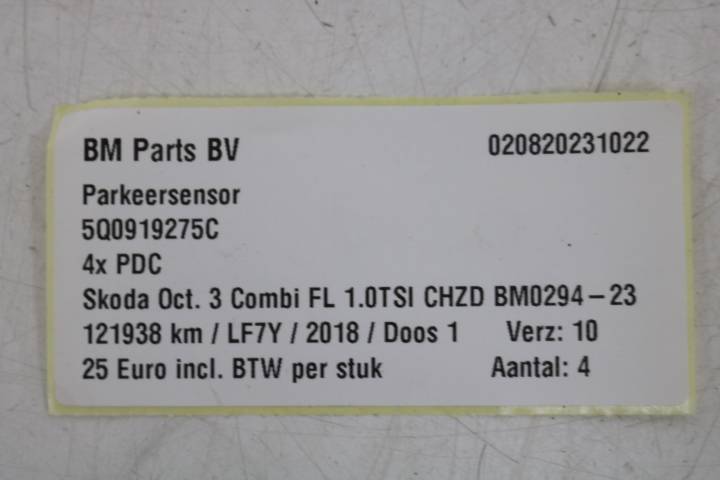 BM Parts BV 020820231022
Parkeersensor
5Q0919275C
4x PDC
Skoda Oct. 3 Combi FL 1.0TSI CHZD BM0294-23
121938 km / LF7Y / 2018 / Doos 1 Verz: 10
25 Euro incl. BTW per stuk Aantal: 4